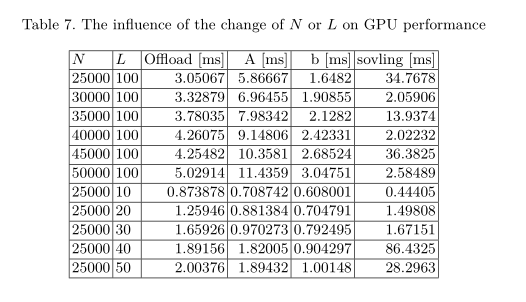 Table 7. The influence of the change of N or L on GPU performance
N L Offload [ms] A [ms] b [ms] sovling [ms]
25000 100 3.05067 5.86667 1.6482 34.7678
30000 100 3.32879 6.96455 1.90855 2.05906
35000 100 3.78035 7.98342 2.1282 13.9374
40000 100 4.26075 9.14806 2.42331 2.02232
45000 100 4.25482 10.3581 2.68524 36.3825
50000 100 5.02914 11.4359 3.04751 2.58489
25000 10 0.873878 0.708742 0.608001 0.44405
25000 20 1.25946 0.881384 0.704791 1.49808
25000 30 1.65926 0.970273 0.792495 1.67151
25000 40 1.89156 1.82005 0.904297 86.4325
25000 50 2.00376 1.89432 1.00148 28.2963